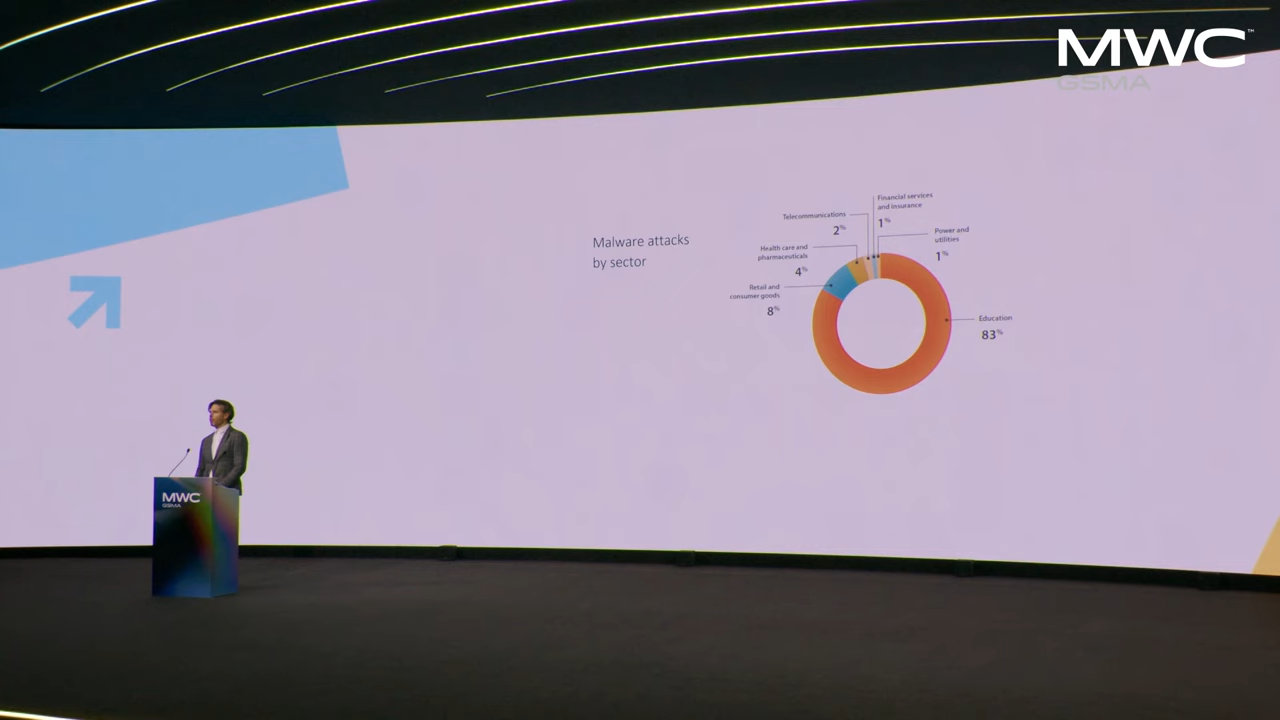 MWC™
GSMA
Malware attacks
by sector
Financial services
and insurance
1%
Telecommunications
2%
Power and
utilities
1%
Health care and
pharmaceuticals
4%
Retail and
consumer goods
8%
Education
83%
MWC
GSMA